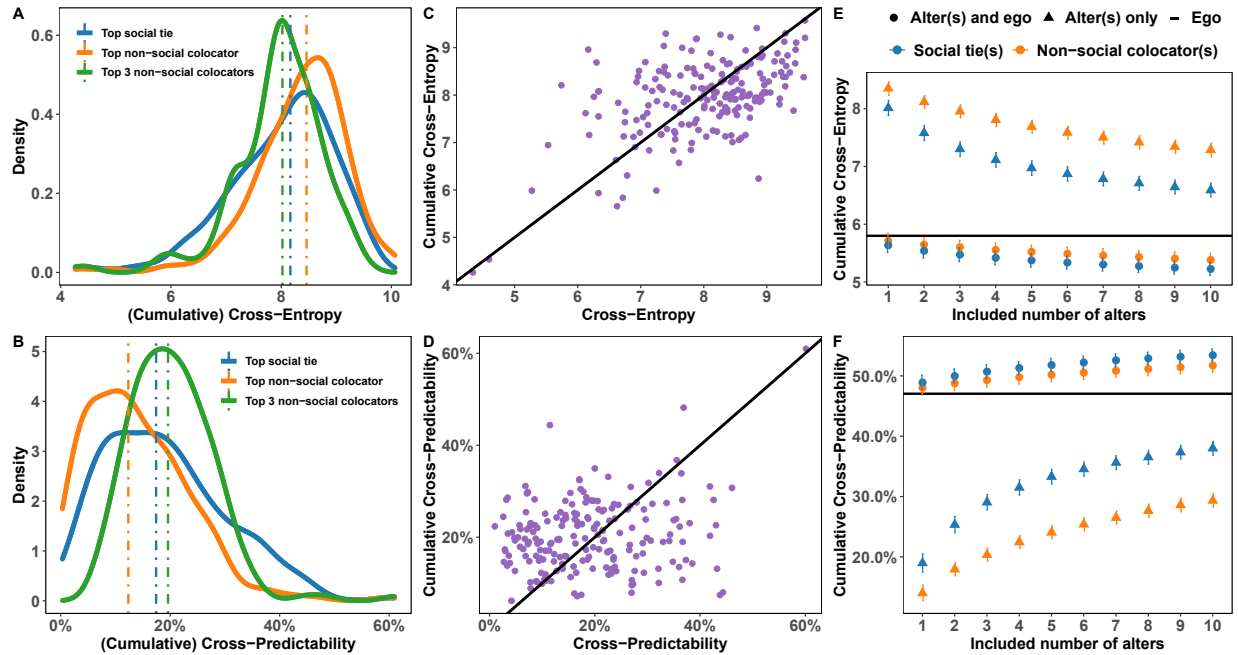 A
Density
0.6
0.4
0.2
0.0
Top social tie
Top non−social colocator
Top 3 non−social colocators
4
6
8
10
(Cumulative) Cross−Entropy
B
Density
5
4
3
2
1
0
Top social tie
Top non−social colocator
Top 3 non−social colocators
0%
20%
40%
60%
(Cumulative) Cross−Predictability
C
Cumulative Cross−Entropy
9
8
7
6
5
4
5
6
7
8
9
Cross−Entropy
D
Cumulative Cross−Predictability
60%
40%
20%
0%
20%
40%
60%
Cross−Predictability
E
Alter(s) and ego
Alter(s) only
Ego
Social tie(s)
Non−social colocator(s)
Cumulative Cross−Entropy
8
7
6
5
1
2
3
4
5
6
7
8
9
10
Included number of alters
F
Cumulative Cross−Predictability
50.0%
40.0%
30.0%
20.0%
1
2
3
4
5
6
7
8
9
10
Included number of alters